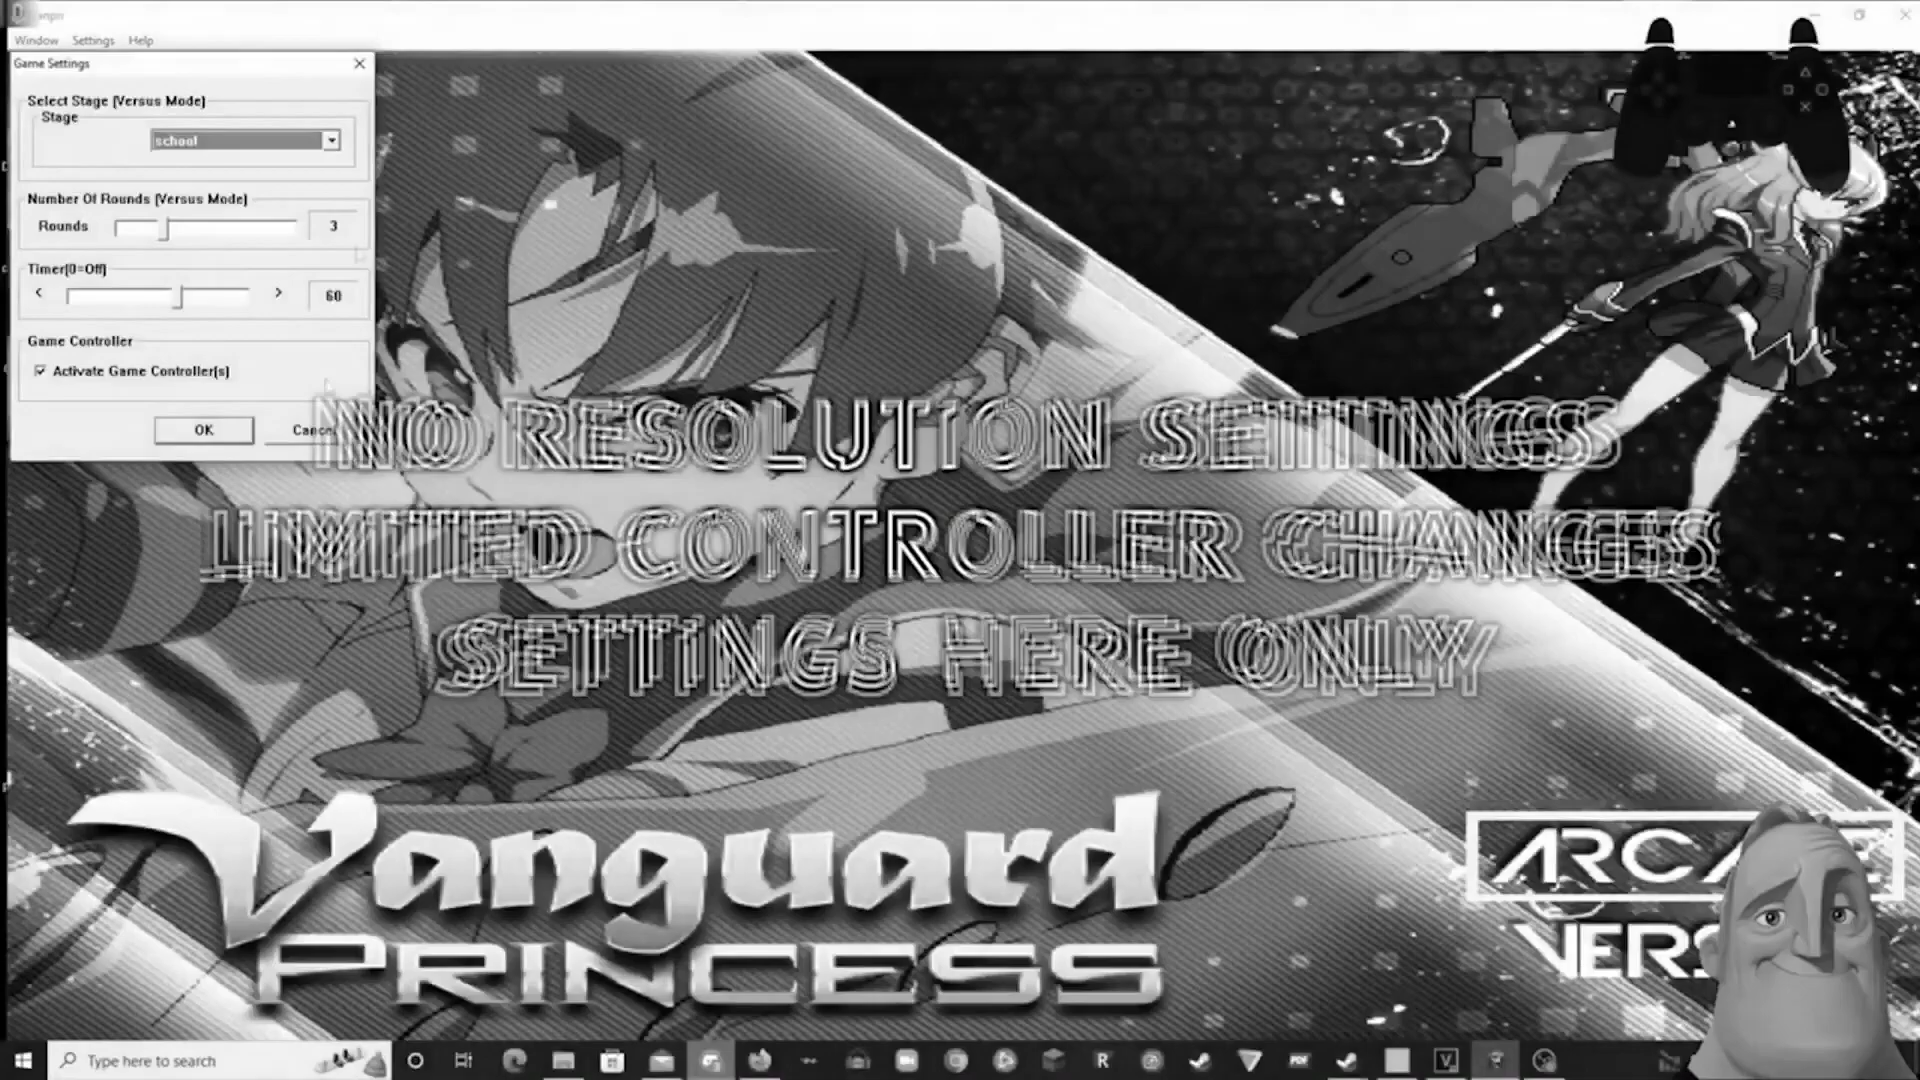 Window Settings Help
Game Settings
Select Stage [Versus Mode]
Stage
school
Number Of Rounds [Versus Mode]
Rounds 3
Timer[0=Off]
< > 60
Game Controller
Activate Game Controller[s]
OK
NO RESOLUTION SETTINGS
LIMITED CONTROLLER CHANGES
SETTINGS HERE ONLY
Vanguard
PRINCESS
Type here to search